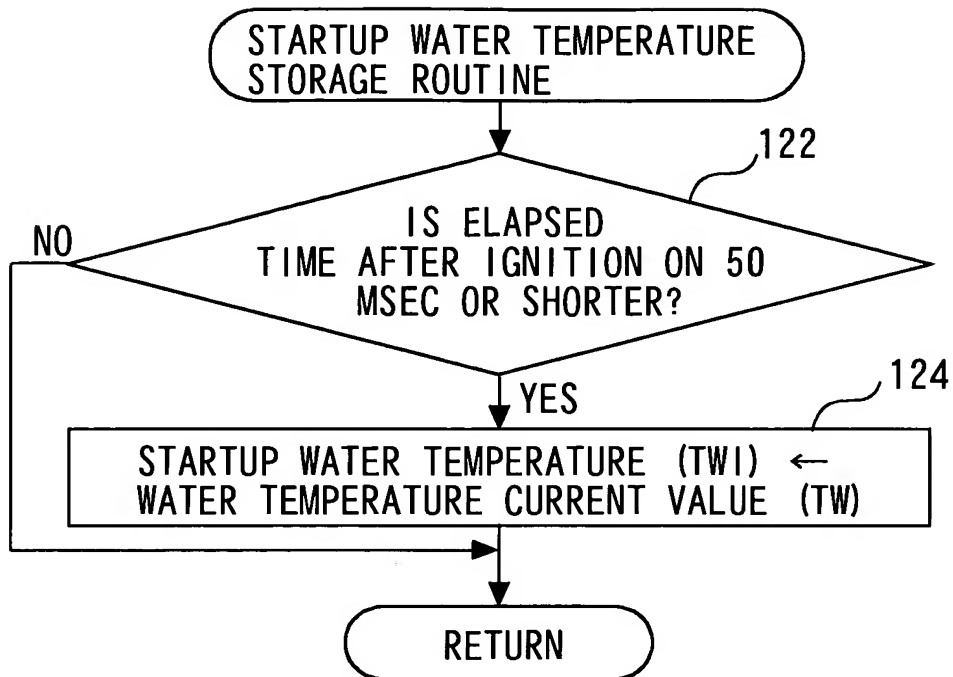 STARTUP WATER TEMPERATURE
STORAGE ROUTINE
122
IS ELAPSED
TIME AFTER IGNITION ON 50
MSEC OR SHORTER?
NO
YES
124
STARTUP WATER TEMPERATURE (TWI) ←
WATER TEMPERATURE CURRENT VALUE (TW)
RETURN